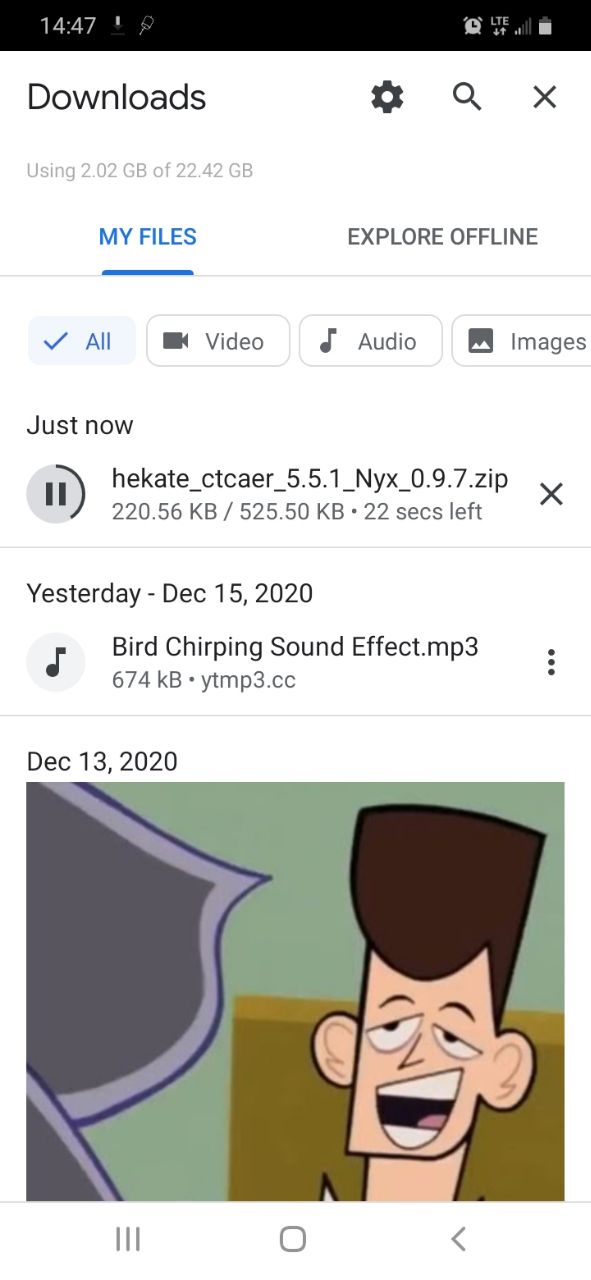 14:47
LTE
Downloads
Using 2.02 GB of 22.42 GB
MY FILES
EXPLORE OFFLINE
All
Video
Audio
Images
Just now
hekate_ctcaer_5.5.1_Nyx_0.9.7.zip
220.56 KB / 525.50 KB • 22 secs left
Yesterday - Dec 15, 2020
Bird Chirping Sound Effect.mp3
674 kB • ytmp3.cc
Dec 13, 2020